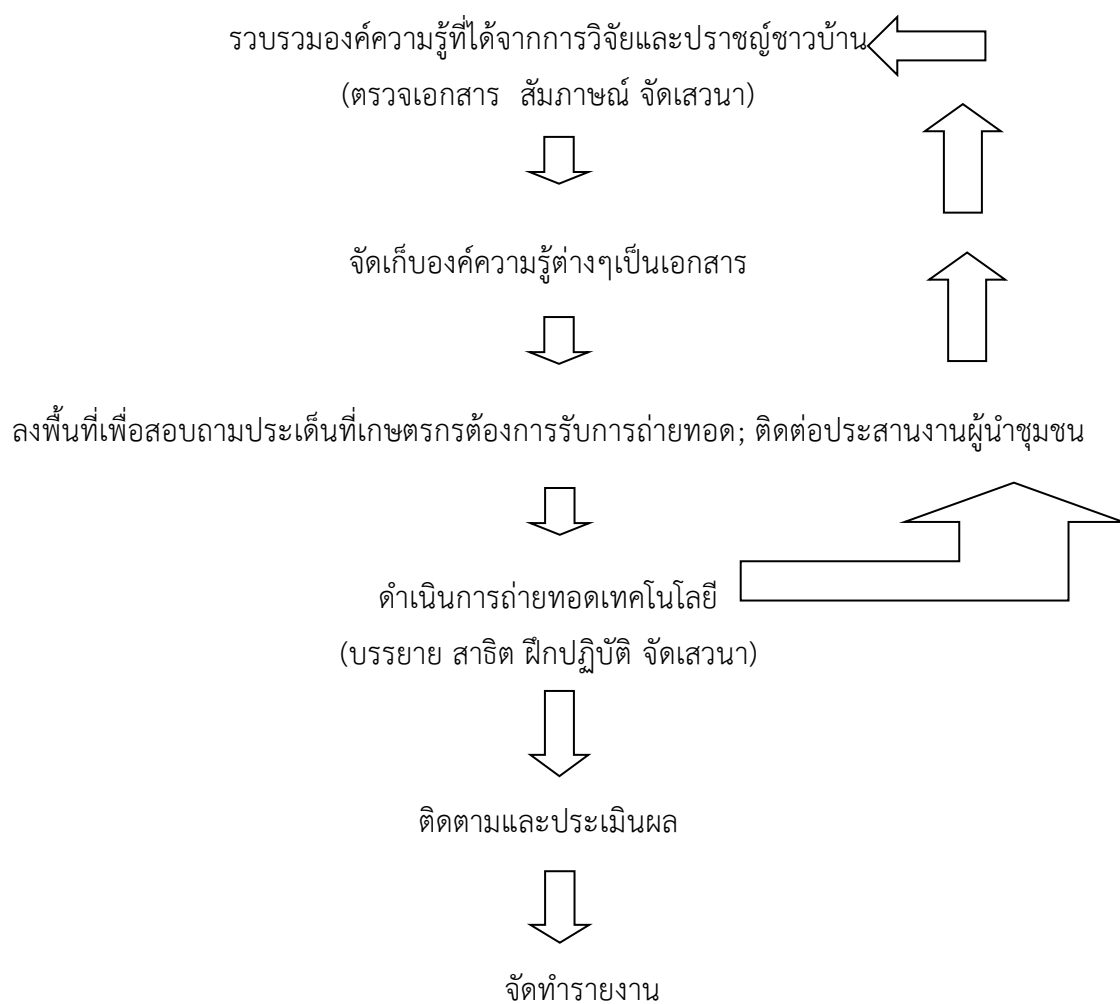 รวบรวมองค์ความรู้ที่ได้จากการวิจัยและปราชญ์ชาวบ้าน
(ตรวจเอกสาร สัมภาษณ์ จัดเสวนา)
จัดเก็บองค์ความรู้ต่างๆเป็นเอกสาร
ลงพื้นที่เพื่อสอบถามประเด็นที่เกษตรกรต้องการรับการถ่ายทอด; ติดต่อประสานงานผู้นำชุมชน
ดำเนินการถ่ายทอดเทคโนโลยี
(บรรยาย สาธิต ฝึกปฏิบัติ จัดเสวนา)
ติดตามและประเมินผล
จัดทำรายงาน